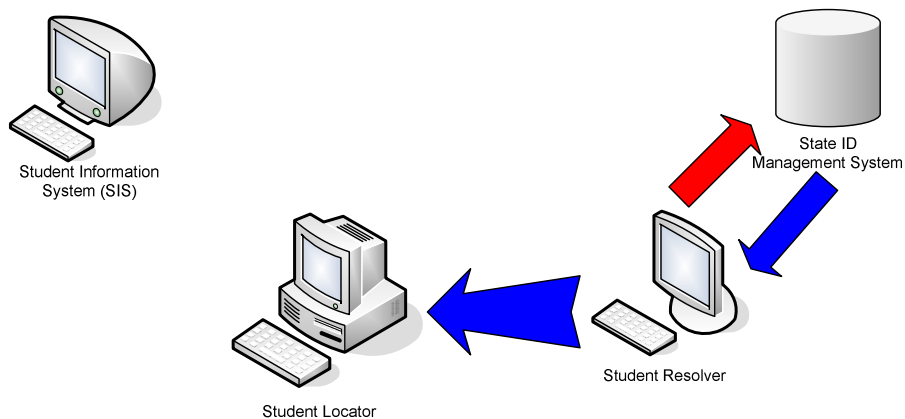 Student Information
System (SIS)
State ID
Management System
Student Resolver
Student Locator